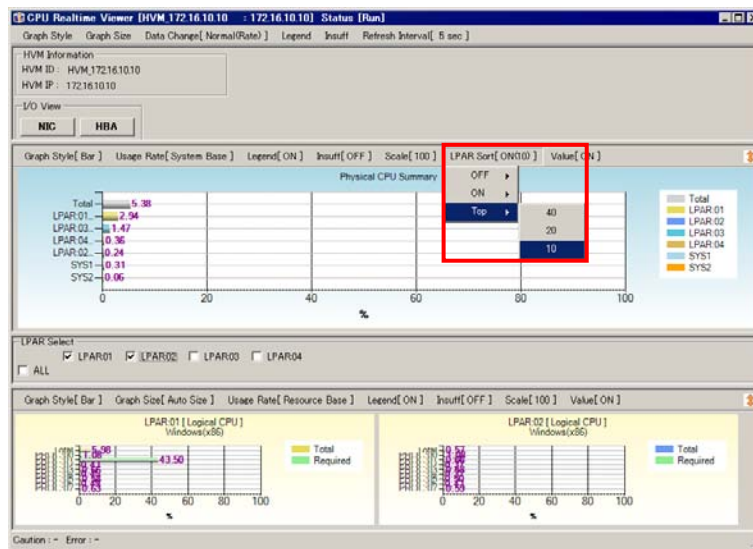 CPU Realtime Viewer [HVM_172.16.10.10 : 172.16.10.10] Status [Run]
Graph Style Graph Size Data Change[ Normal(Rate) ] Legend Insuff Refresh Interval[ 5 sec ]
HVM Information
HVM ID : HVM_172.16.10.10
HVM IP : 172.16.10.10
I/O View
NIC HBA
Graph Style[ Bar ] Usage Rate[ System Base ] Legend[ ON ] Insuff[ OFF ] Scale[ 100 ] LPAR Sort[ ON(10) ] Value[ ON ]
Physical CPU Summary
OFF
ON
Top
40
20
10
Total 5.38
LPAR:01.. 2.94
LPAR:03.. 1.47
LPAR:04.. 0.36
LPAR:02.. 0.24
SYS1 0.31
SYS2 0.06
0 20 40 60 80 100
%
Total
LPAR:01
LPAR:02
LPAR:03
LPAR:04
SYS1
SYS2
LPAR Select
LPAR01 LPAR02 LPAR03 LPAR04
ALL
Graph Style[ Bar ] Graph Size[ Auto Size ] Usage Rate[ Resource Base ] Legend[ ON ] Insuff[ OFF ] Scale[ 100 ] Value[ ON ]
LPAR:01 [ Logical CPU ]
Windows(x86)
5.98
43.50
0.63
0 20 40 60 80 100
%
Total
Required
LPAR:02 [ Logical CPU ]
Windows(x86)
0.57
0.59
0 20 40 60 80 100
%
Total
Required
Caution : - Error : -